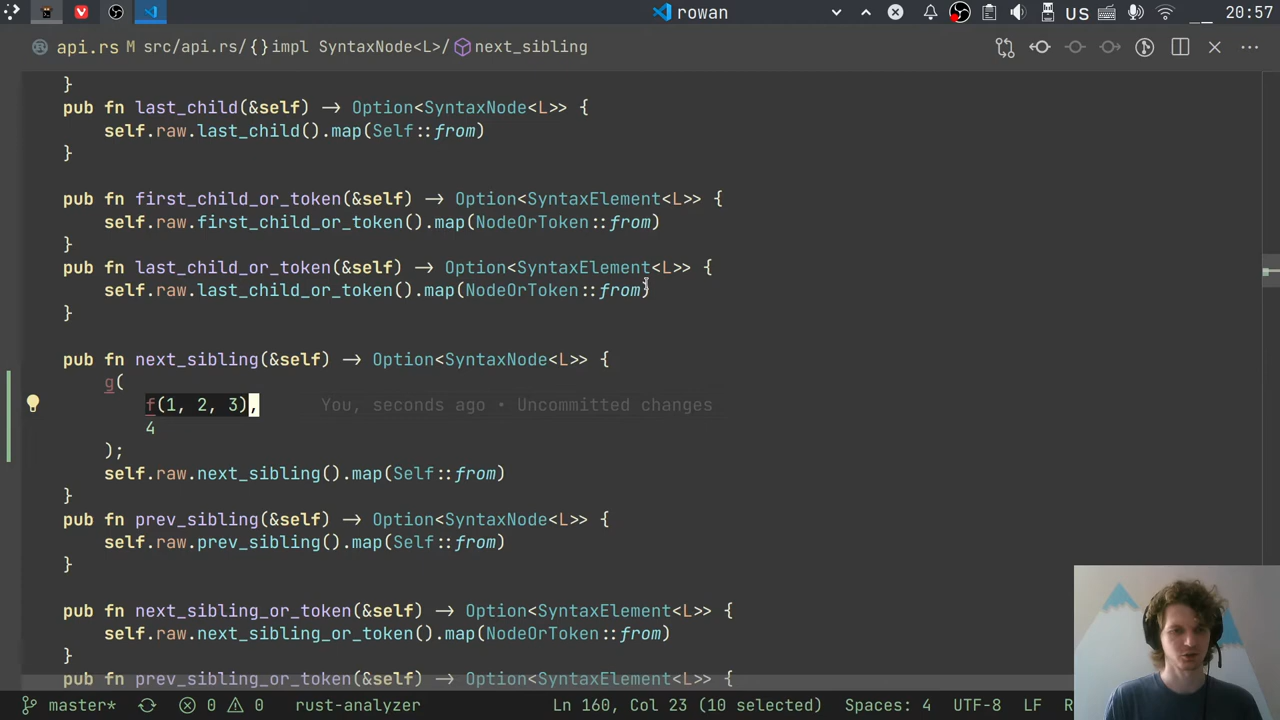 rowan
US
20:57
api.rs M src/api.rs/{}impl SyntaxNode<L>/next_sibling
}
pub fn last_child(&self) → Option<SyntaxNode<L>> {
self.raw.last_child().map(Self::from)
}
pub fn first_child_or_token(&self) → Option<SyntaxElement<L>> {
self.raw.first_child_or_token().map(NodeOrToken::from)
}
pub fn last_child_or_token(&self) → Option<SyntaxElement<L>> {
self.raw.last_child_or_token().map(NodeOrToken::from)
}
pub fn next_sibling(&self) → Option<SyntaxNode<L>> {
g(
f(1, 2, 3), You, seconds ago • Uncommitted changes
4
);
self.raw.next_sibling().map(Self::from)
}
pub fn prev_sibling(&self) → Option<SyntaxNode<L>> {
self.raw.prev_sibling().map(Self::from)
}
pub fn next_sibling_or_token(&self) → Option<SyntaxElement<L>> {
self.raw.next_sibling_or_token().map(NodeOrToken::from)
}
pub fn prev_sibling_or_token(&self) → Option<SyntaxElement<L>> {
master* 0 0 rust-analyzer Ln 160, Col 23 (10 selected) Spaces: 4 UTF-8 LF